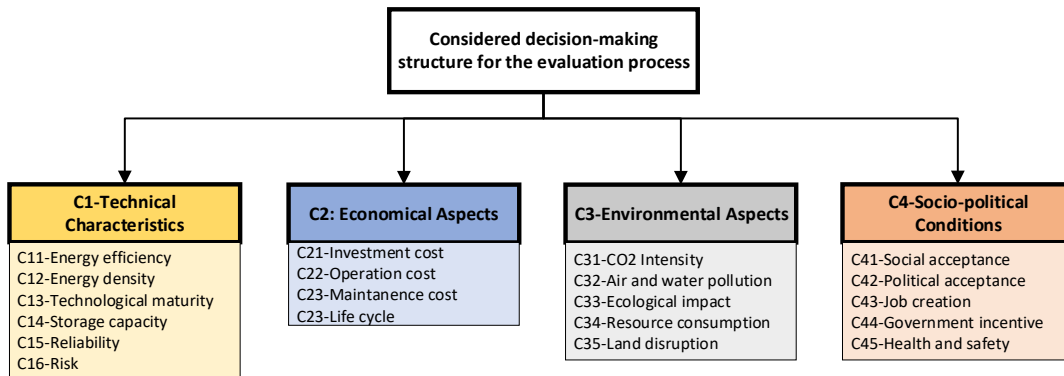 Considered decision-making
structure for the evaluation process
C1-Technical
Characteristics
C11-Energy efficiency
C12-Energy density
C13-Technological maturity
C14-Storage capacity
C15-Reliability
C16-Risk
C2: Economical Aspects
C21-Investment cost
C22-Operation cost
C23-Maintanence cost
C23-Life cycle
C3-Environmental Aspects
C31-CO2 Intensity
C32-Air and water pollution
C33-Ecological impact
C34-Resource consumption
C35-Land disruption
C4-Socio-political
Conditions
C41-Social acceptance
C42-Political acceptance
C43-Job creation
C44-Government incentive
C45-Health and safety